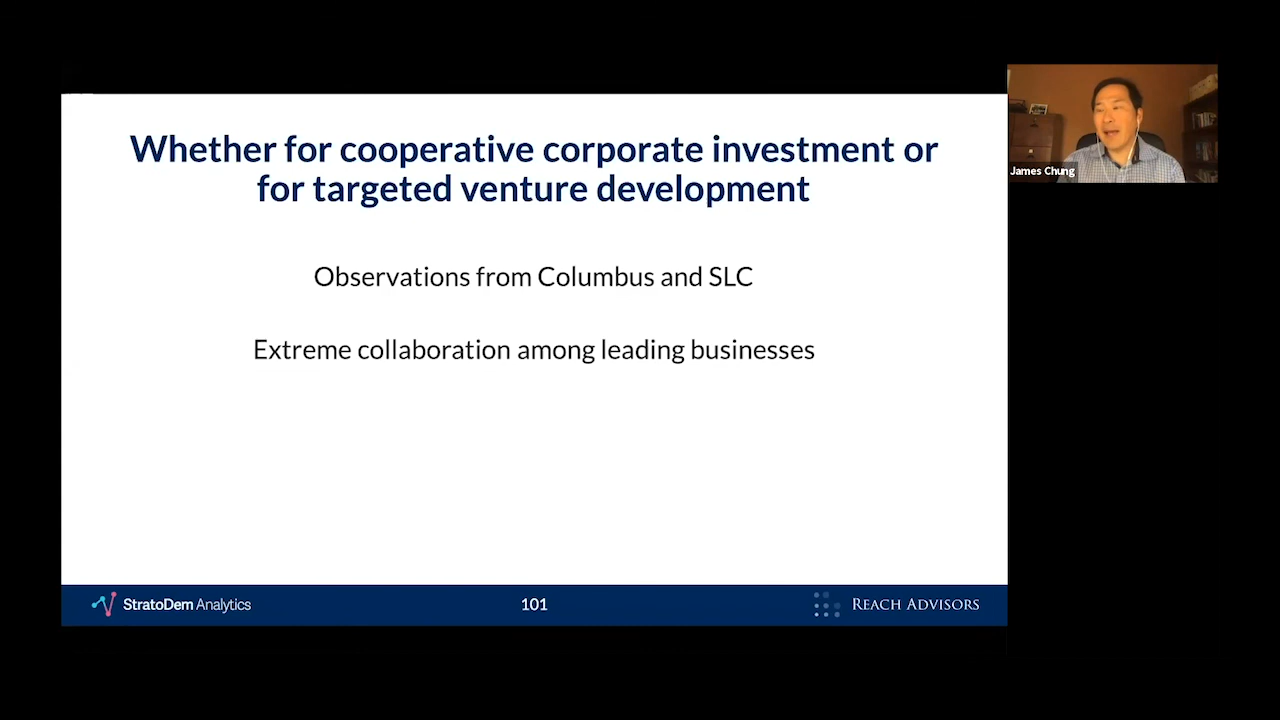 Whether for cooperative corporate investment or
for targeted venture development
Observations from Columbus and SLC
Extreme collaboration among leading businesses
StratoDem Analytics
101
REACH ADVISORS
James Chung